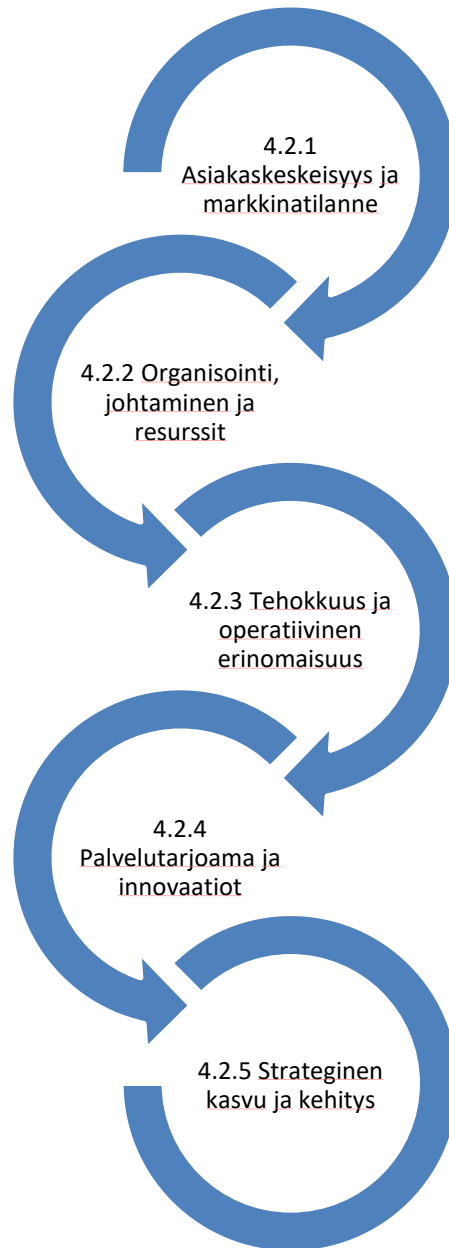 4.2.1
Asiakaskeskeisyys ja
markkinatilanne
4.2.2 Organisointi,
johtaminen ja
resurssit
4.2.3 Tehokkuus ja
operatiivinen
erinomaisuus
4.2.4
Palvelutarjoama ja
innovaatiot
4.2.5 Strateginen
kasvu ja kehitys